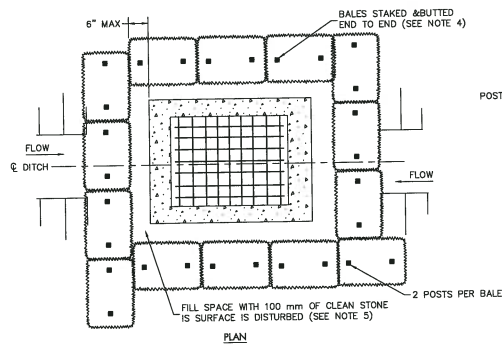 6" MAX
BALES STAKED &BUTTED
END TO END (SEE NOTE 4)
POST
FLOW
℄ DITCH
FLOW
2 POSTS PER BALE
FILL SPACE WITH 100 mm OF CLEAN STONE
IS SURFACE IS DISTURBED (SEE NOTE 5)
PLAN